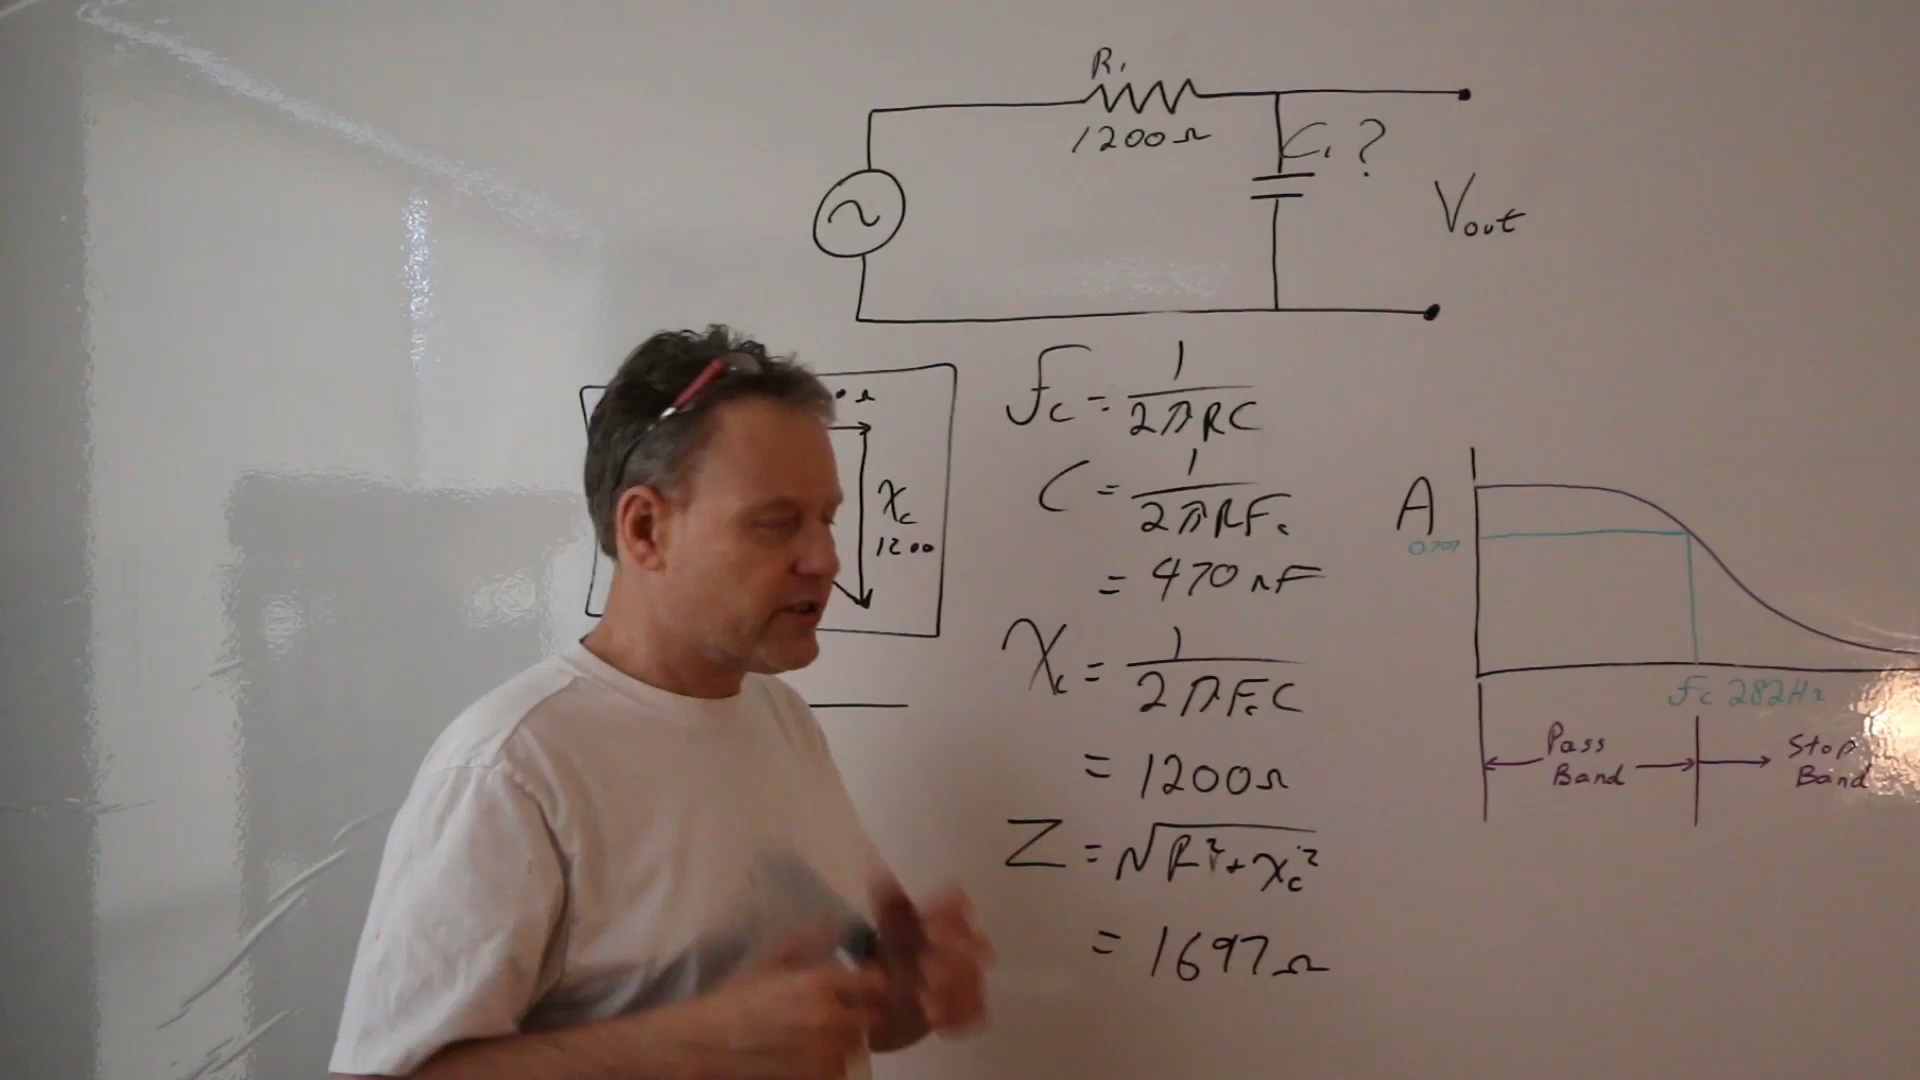 R1
1200Ω
C1 ?
Vout
fc = 1/2πRC
C = 1/2πRFc
= 470nF
Xc = 1/2πFcC
= 1200Ω
Z = √R²+Xc²
= 1697Ω
Xc
1200
A
0.707
fc 282Hz
Pass Band
Stop Band